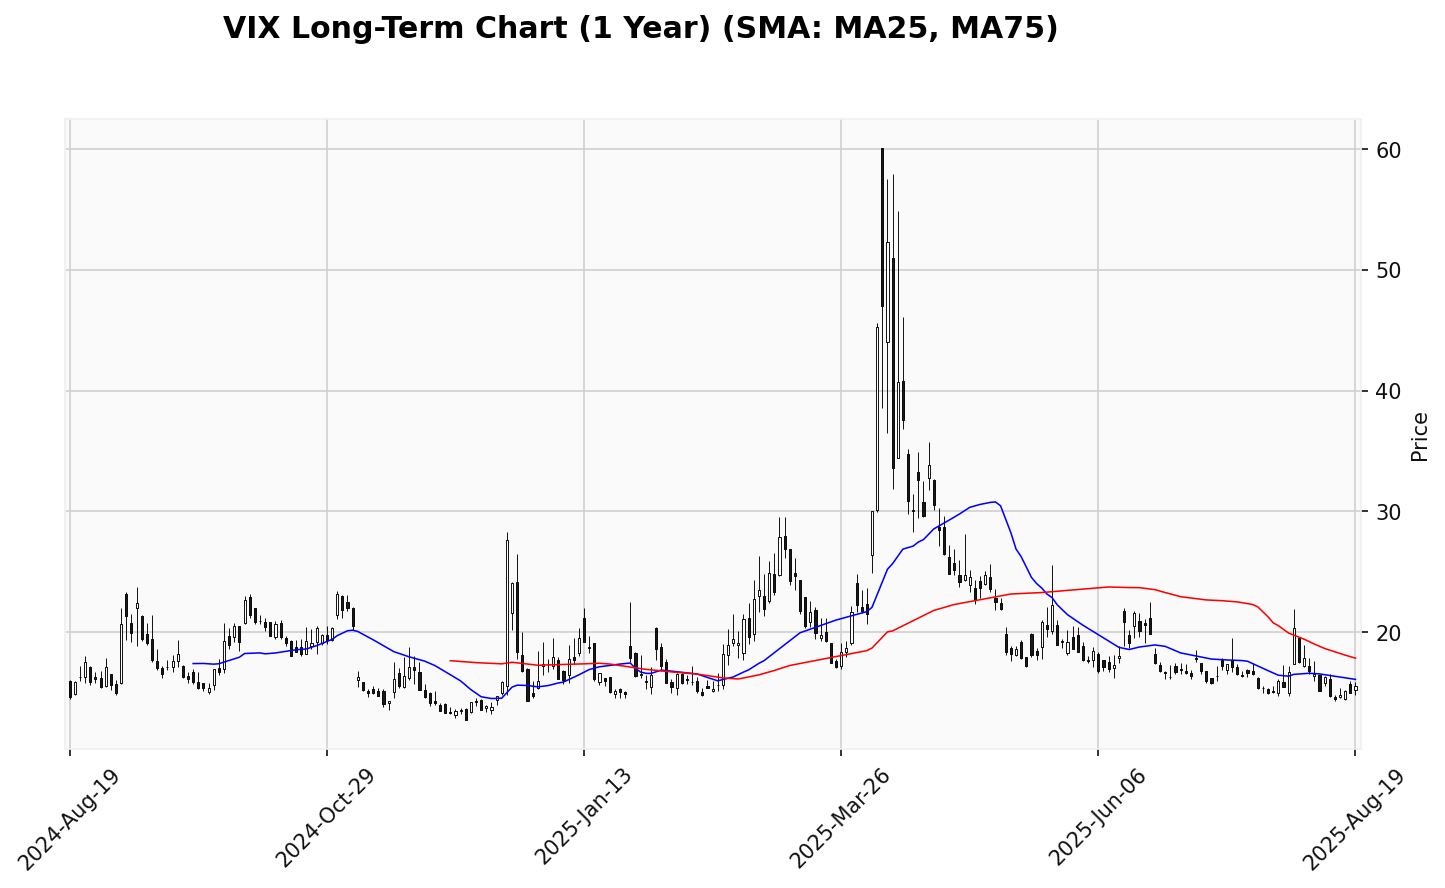 VIX Long-Term Chart (1 Year) (SMA: MA25, MA75)
60
50
40
30
20
Price
2024-Aug-19
2024-Oct-29
2025-Jan-13
2025-Mar-26
2025-Jun-06
2025-Aug-19